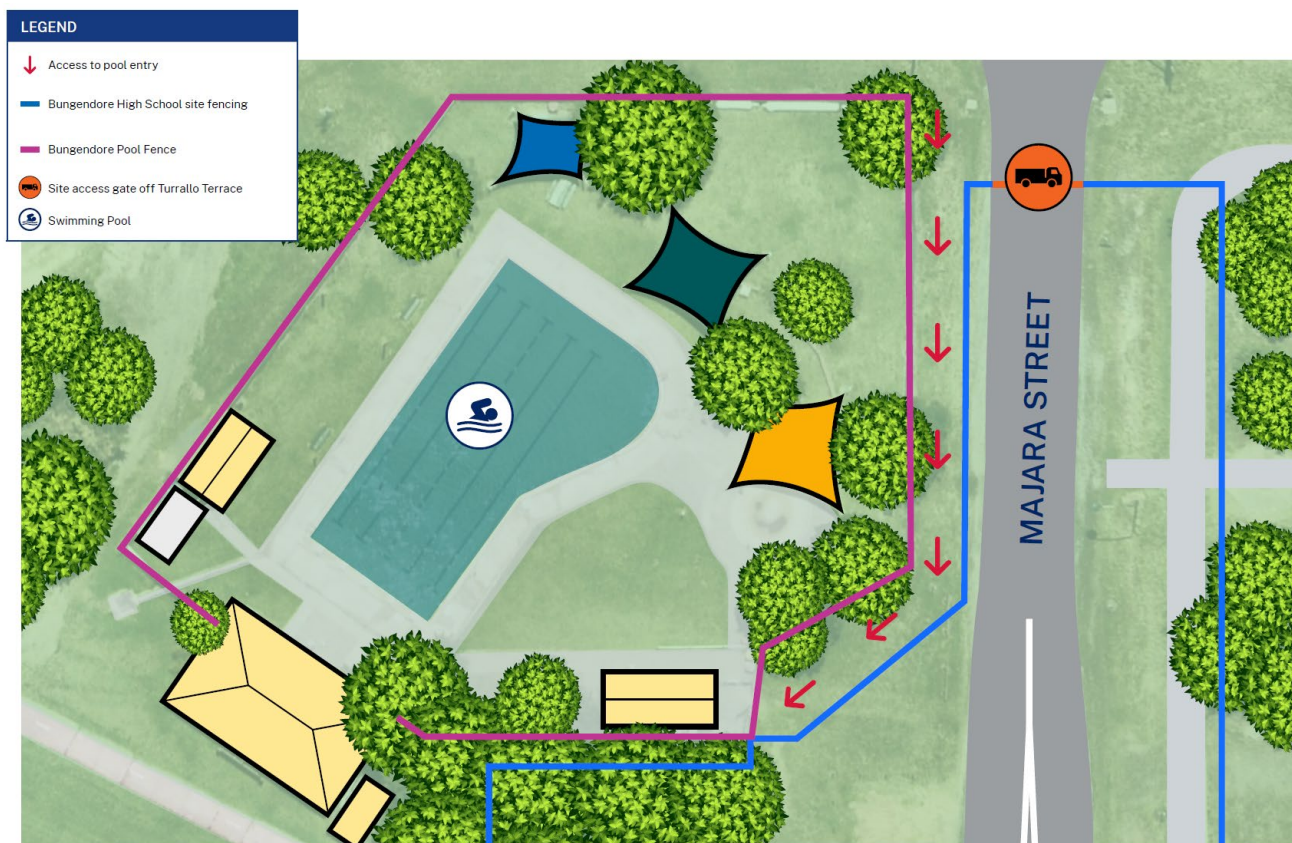 LEGEND
Access to pool entry
Bungendore High School site fencing
Bungendore Pool Fence
Site access gate off Turrallo Terrace
Swimming Pool
MAJARA STREET